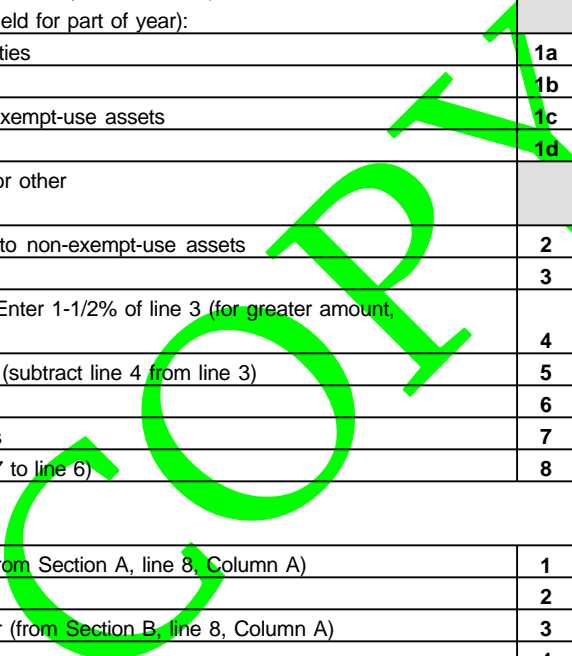 eld for part of year):
ties 1a
1b
xempt-use assets 1c
1d
or other
to non-exempt-use assets 2
3
Enter 1-1/2% of line 3 (for greater amount,
4
(subtract line 4 from line 3) 5
6
s 7
7 to line 6) 8
rom Section A, line 8, Column A) 1
2
r (from Section B, line 8, Column A) 3
4
COPY